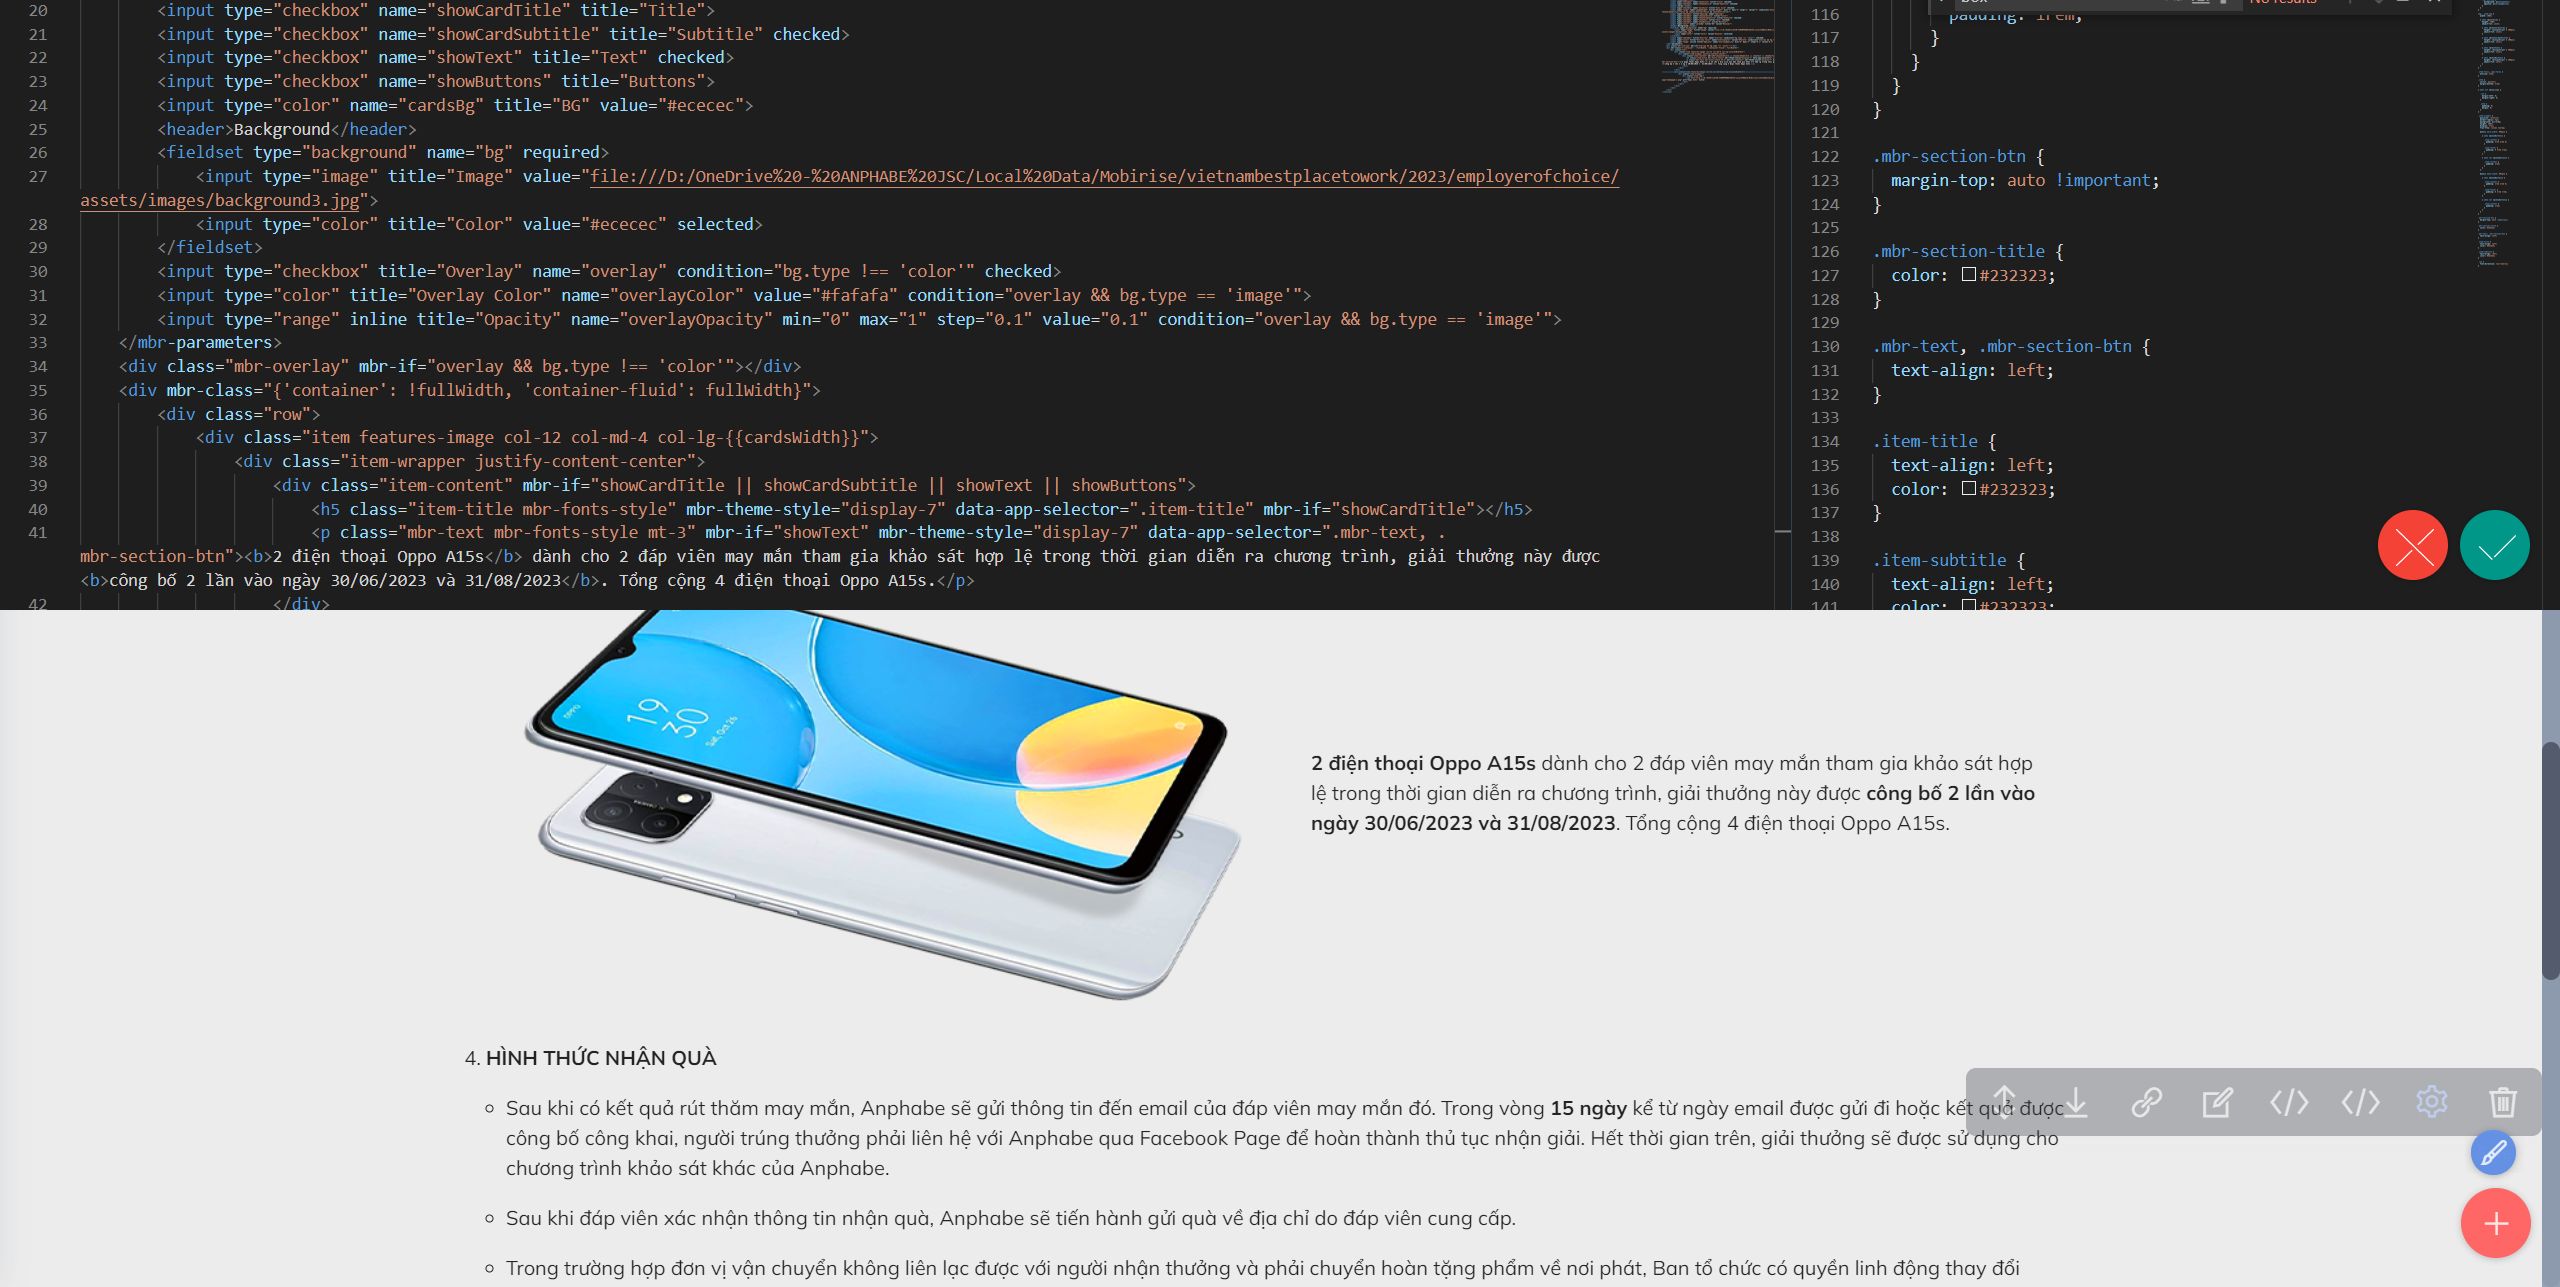 20 <input type="checkbox" name="showCardTitle" title="Title">
21 <input type="checkbox" name="showCardSubtitle" title="Subtitle" checked>
22 <input type="checkbox" name="showText" title="Text" checked>
23 <input type="checkbox" name="showButtons" title="Buttons">
24 <input type="color" name="cardsBg" title="BG" value="#ececec">
25 <header>Background</header>
26 <fieldset type="background" name="bg" required>
27 <input type="image" title="Image" value="file:///D:/OneDrive%20-%20ANPHABE%20JSC/Local%20Data/Mobirise/vietnambestplacetowork/2023/employerofchoice/
assets/images/background3.jpg">
28 <input type="color" title="Color" value="#ececec" selected>
29 </fieldset>
30 <input type="checkbox" title="Overlay" name="overlay" condition="bg.type !== 'color'" checked>
31 <input type="color" title="Overlay Color" name="overlayColor" value="#fafafa" condition="overlay && bg.type == 'image'">
32 <input type="range" inline title="Opacity" name="overlayOpacity" min="0" max="1" step="0.1" value="0.1" condition="overlay && bg.type == 'image'">
33 </mbr-parameters>
34 <div class="mbr-overlay" mbr-if="overlay && bg.type !== 'color'"></div>
35 <div mbr-class="{'container': !fullWidth, 'container-fluid': fullWidth}">
36 <div class="row">
37 <div class="item features-image col-12 col-md-4 col-lg-{{cardsWidth}}">
38 <div class="item-wrapper justify-content-center">
39 <div class="item-content" mbr-if="showCardTitle || showCardSubtitle || showText || showButtons">
40 <h5 class="item-title mbr-fonts-style" mbr-theme-style="display-7" data-app-selector=".item-title" mbr-if="showCardTitle"></h5>
41 <p class="mbr-text mbr-fonts-style mt-3" mbr-if="showText" mbr-theme-style="display-7" data-app-selector=".mbr-text, .
mbr-section-btn"><b>2 điện thoại Oppo A15s</b> dành cho 2 đáp viên may mắn tham gia khảo sát hợp lệ trong thời gian diễn ra chương trình, giải thưởng này được
<b>công bố 2 lần vào ngày 30/06/2023 và 31/08/2023</b>. Tổng cộng 4 điện thoại Oppo A15s.</p>
42 </div>
No results
116 padding: 1rem;
117 }
118 }
119 }
120 }
121
122 .mbr-section-btn {
123 margin-top: auto !important;
124 }
125
126 .mbr-section-title {
127 color: #232323;
128 }
129
130 .mbr-text, .mbr-section-btn {
131 text-align: left;
132 }
133
134 .item-title {
135 text-align: left;
136 color: #232323;
137 }
138
139 .item-subtitle {
140 text-align: left;
141 color: #232323;
19
30
Sat, Oct 26
OPPO
2 điện thoại Oppo A15s dành cho 2 đáp viên may mắn tham gia khảo sát hợp
lệ trong thời gian diễn ra chương trình, giải thưởng này được công bố 2 lần vào
ngày 30/06/2023 và 31/08/2023. Tổng cộng 4 điện thoại Oppo A15s.
4. HÌNH THỨC NHẬN QUÀ
Sau khi có kết quả rút thăm may mắn, Anphabe sẽ gửi thông tin đến email của đáp viên may mắn đó. Trong vòng 15 ngày kể từ ngày email được gửi đi hoặc kết quả được
công bố công khai, người trúng thưởng phải liên hệ với Anphabe qua Facebook Page để hoàn thành thủ tục nhận giải. Hết thời gian trên, giải thưởng sẽ được sử dụng cho
chương trình khảo sát khác của Anphabe.
Sau khi đáp viên xác nhận thông tin nhận quà, Anphabe sẽ tiến hành gửi quà về địa chỉ do đáp viên cung cấp.
Trong trường hợp đơn vị vận chuyển không liên lạc được với người nhận thưởng và phải chuyển hoàn tặng phẩm về nơi phát, Ban tổ chức có quyền linh động thay đổi